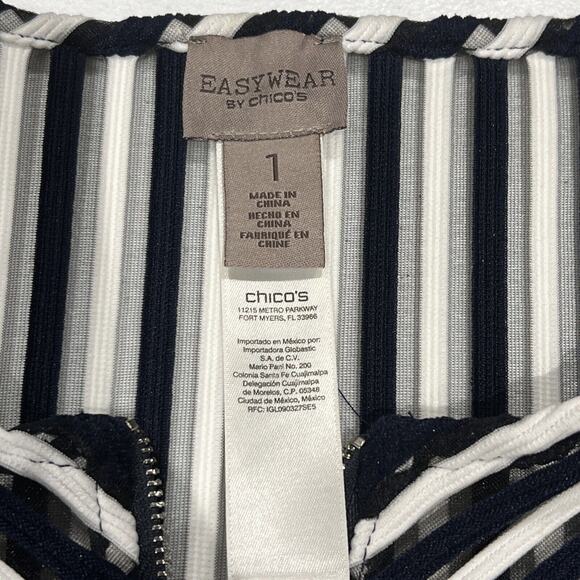 EASYWEAR
BY chico's
1
MADE IN
CHINA
HECHO EN
CHINA
FABRIQUÉ EN
CHINE
chico's
11215 METRO PARKWAY
FORT MYERS, FL 33966
Importado en México por:
Importadora Globastic
S.A. de C.V.
Mario Pani No. 200
Colonia Santa Fe Cuajimalpa
Delegación Cuajimalpa
de Morelos, C.P. 05348
Ciudad de México, México
RFC: IGL090327SE5